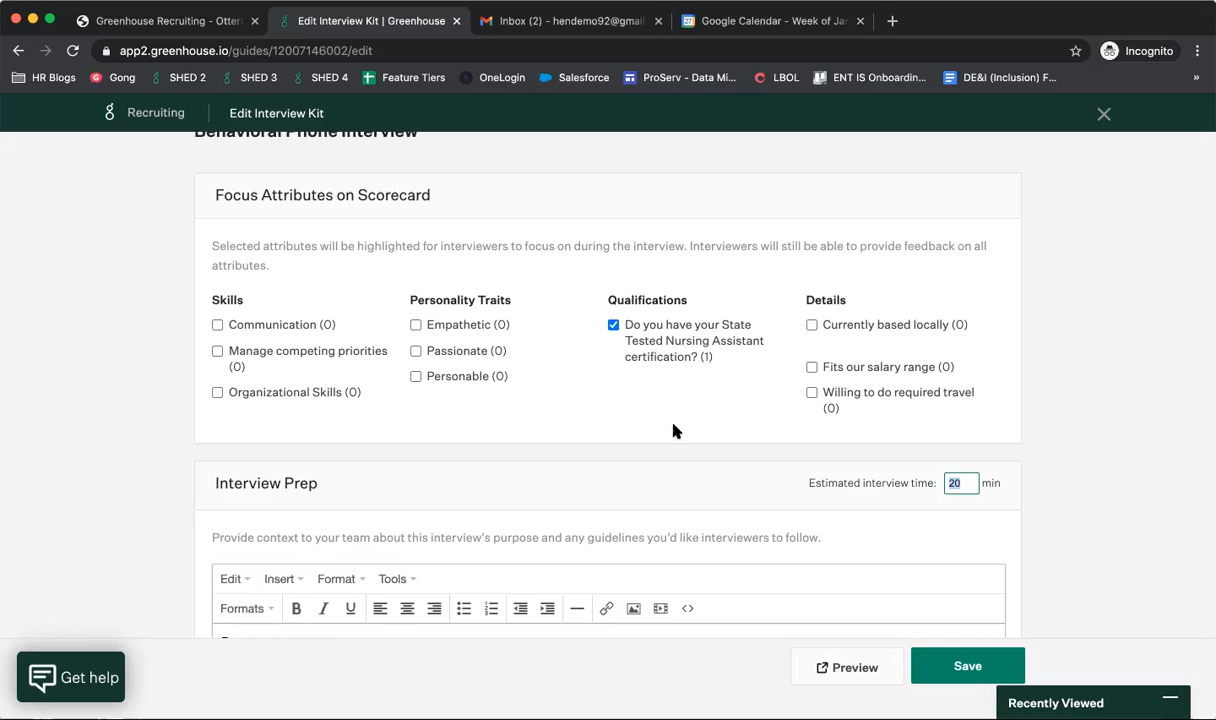 Greenhouse Recruiting - Otter
Edit Interview Kit | Greenhouse
Inbox (2) - hendemo92@gmail
Google Calendar - Week of Jan
app2.greenhouse.io/guides/12007146002/edit
Incognito
HR Blogs
Gong
SHED 2
SHED 3
SHED 4
Feature Tiers
OneLogin
Salesforce
ProServ - Data Mi...
LBOL
ENT IS Onboardin...
DE&I (Inclusion) F...
»
Recruiting
Edit Interview Kit
Behavioral Phone Interview
Focus Attributes on Scorecard
Selected attributes will be highlighted for interviewers to focus on during the interview. Interviewers will still be able to provide feedback on all
attributes.
Skills
Communication (0)
Manage competing priorities
(0)
Organizational Skills (0)
Personality Traits
Empathetic (0)
Passionate (0)
Personable (0)
Qualifications
Do you have your State
Tested Nursing Assistant
certification? (1)
Details
Currently based locally (0)
Fits our salary range (0)
Willing to do required travel
(0)
Interview Prep
Estimated interview time: 20 min
Provide context to your team about this interview's purpose and any guidelines you'd like interviewers to follow.
Edit Insert Format Tools
Formats B I U
Get help
Preview
Save
Recently Viewed